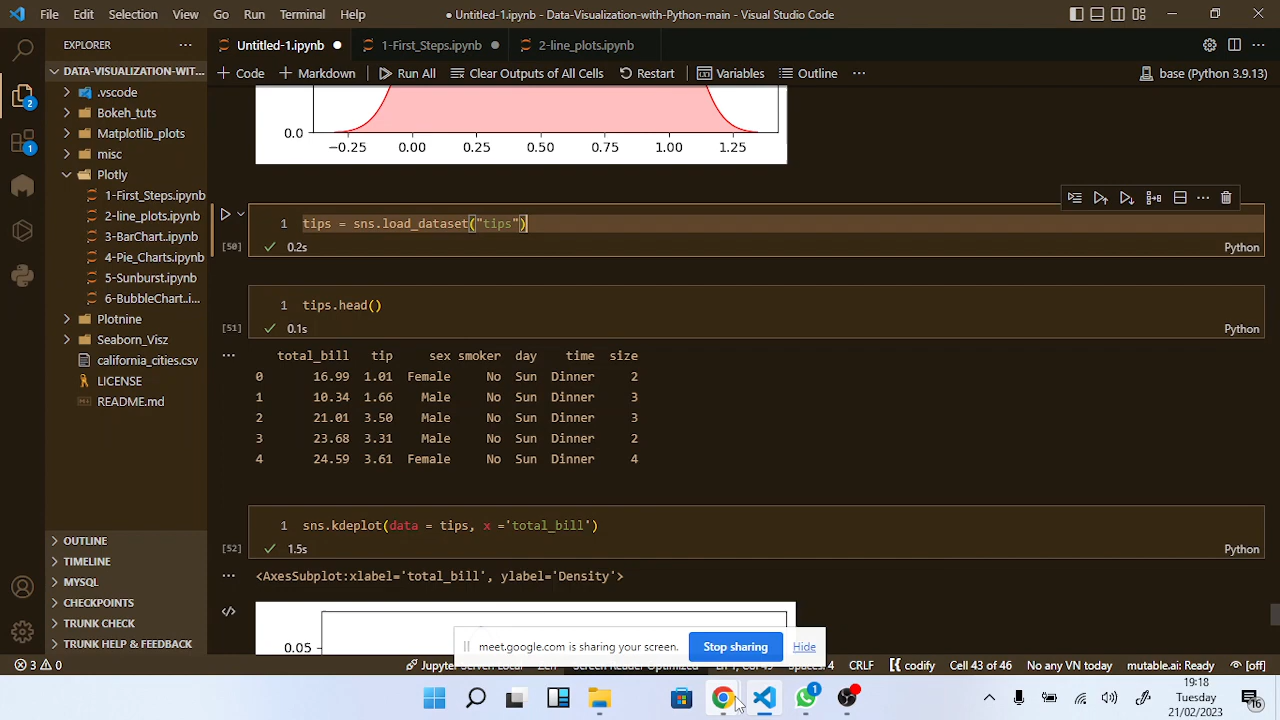 File Edit Selection View Go Run Terminal Help
● Untitled-1.ipynb - Data-Visualization-with-Python-main - Visual Studio Code
EXPLORER
Untitled-1.ipynb
1-First_Steps.ipynb
2-line_plots.ipynb
DATA-VISUALIZATION-WIT...
+ Code + Markdown Run All Clear Outputs of All Cells Restart Variables Outline ...
base (Python 3.9.13)
.vscode
Bokeh_tuts
Matplotlib_plots
misc
Plotly
1-First_Steps.ipynb
2-line_plots.ipynb
3-BarChart..ipynb
4-Pie_Charts.ipynb
5-Sunburst.ipynb
6-BubbleChart..i...
Plotnine
Seaborn_Visz
california_cities.csv
LICENSE
README.md
OUTLINE
TIMELINE
MYSQL
CHECKPOINTS
TRUNK CHECK
TRUNK HELP & FEEDBACK
2
1
0.0
−0.25 0.00 0.25 0.50 0.75 1.00 1.25
1 tips = sns.load_dataset("tips")
[50] 0.2s Python
1 tips.head()
[51] 0.1s Python
total_bill tip sex smoker day time size
0 16.99 1.01 Female No Sun Dinner 2
1 10.34 1.66 Male No Sun Dinner 3
2 21.01 3.50 Male No Sun Dinner 3
3 23.68 3.31 Male No Sun Dinner 2
4 24.59 3.61 Female No Sun Dinner 4
1 sns.kdeplot(data = tips, x ='total_bill')
[52] 1.5s Python
<AxesSubplot:xlabel='total_bill', ylabel='Density'>
0.05
meet.google.com is sharing your screen. Stop sharing Hide
3 0 Jupyter Server: Cell 43 of 46
CRLF codify No any VN today mutable.ai: Ready [off]
1
19:18
Tuesday
21/02/2023
16